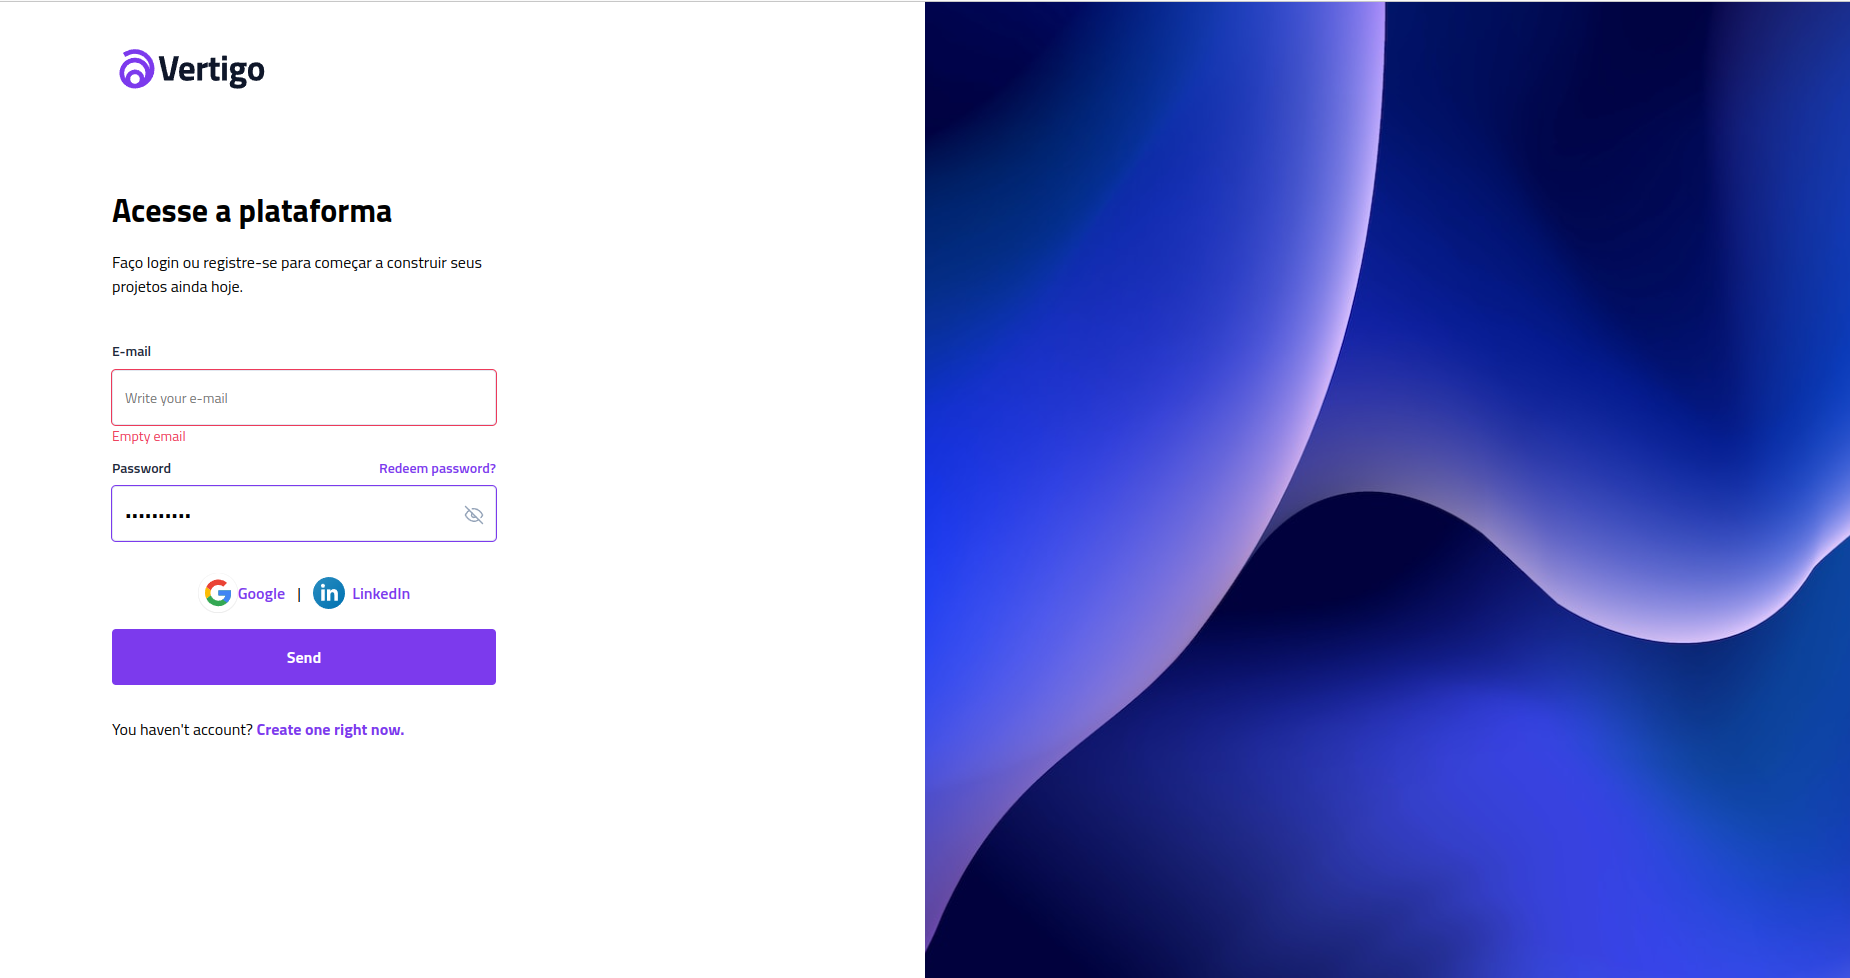 Vertigo
Acesse a plataforma
Faço login ou registre-se para começar a construir seus
projetos ainda hoje.
E-mail
Write your e-mail
Empty email
Password Redeem password?
••••••••••
Google | LinkedIn
Send
You haven't account? Create one right now.